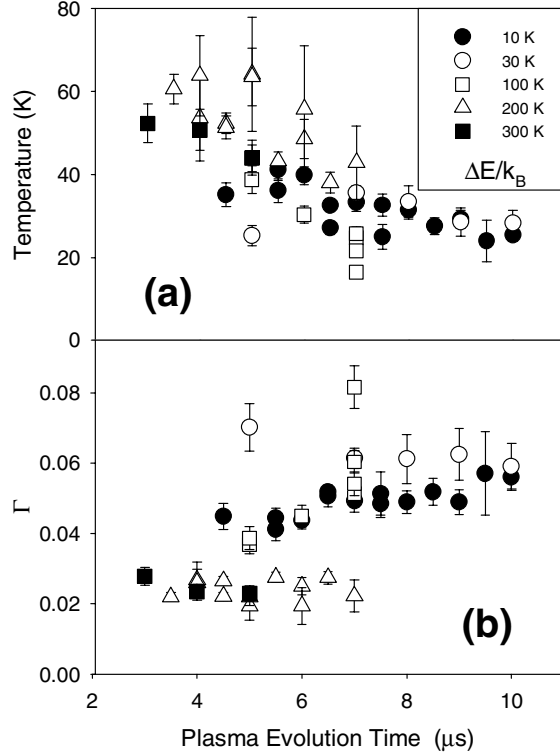 80
60
40
20
0
Temperature (K)
10 K
30 K
100 K
200 K
300 K
ΔE/k_B
(a)
0.08
0.06
0.04
0.02
0.00
Γ
(b)
2 4 6 8 10
Plasma Evolution Time (μs)